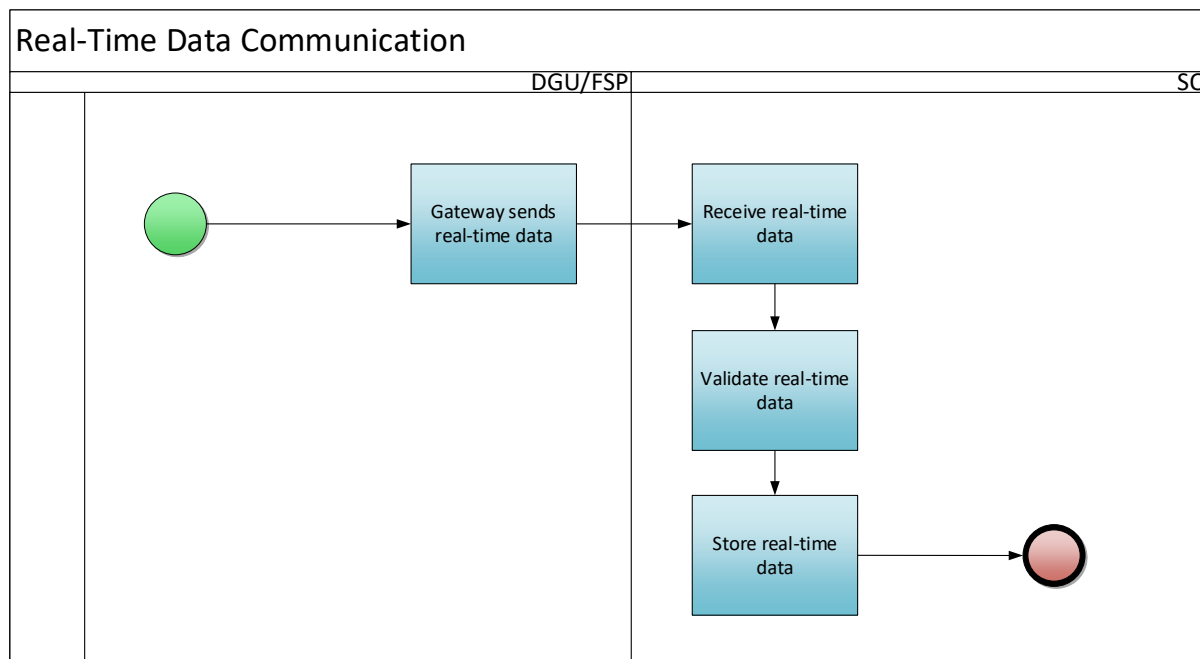 Real-Time Data Communication
DGU/FSP
Gateway sends
real-time data
Receive real-time
data
Validate real-time
data
Store real-time
data